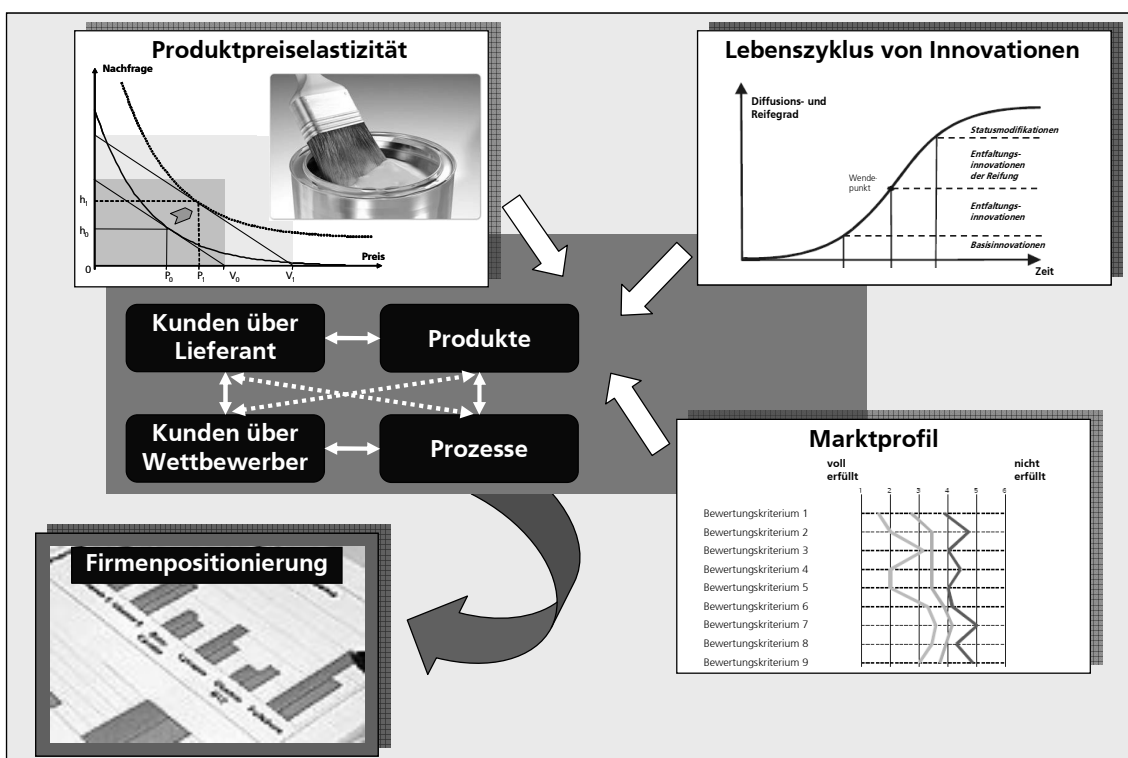 Produktpreiselastizität
Nachfrage
h1
h0
0
P0
P1
V0
V1
Preis
Lebenszyklus von Innovationen
Diffusions- und
Reifegrad
Wende-
punkt
Statusmodifikationen
Entfaltungs-
innovationen
der Reifung
Entfaltungs-
innovationen
Basisinnovationen
Zeit
Kunden über
Lieferant
Produkte
Kunden über
Wettbewerber
Prozesse
Marktprofil
voll
erfüllt
nicht
erfüllt
1 2 3 4 5 6
Bewertungskriterium 1
Bewertungskriterium 2
Bewertungskriterium 3
Bewertungskriterium 4
Bewertungskriterium 5
Bewertungskriterium 6
Bewertungskriterium 7
Bewertungskriterium 8
Bewertungskriterium 9
Firmenpositionierung